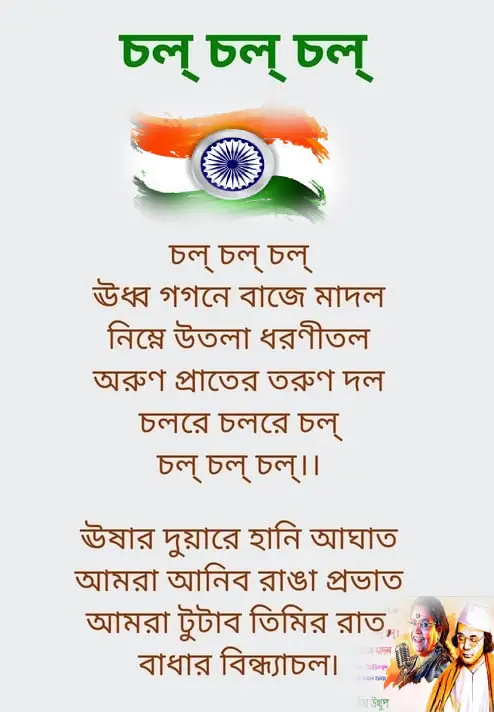 চল্ চল্ চল্
চল্ চল্ চল্
ঊধ্ব গগনে বাজে মাদল
নিম্নে উতলা ধরণীতল
অরুণ প্রাতের তরুণ দল
চলরে চলরে চল্
চল্ চল্ চল্।।
ঊষার দুয়ারে হানি আঘাত
আমরা আনিব রাঙা প্রভাত
আমরা টুটাব তিমির রাত,
বাধার বিন্ধ্যাচল।